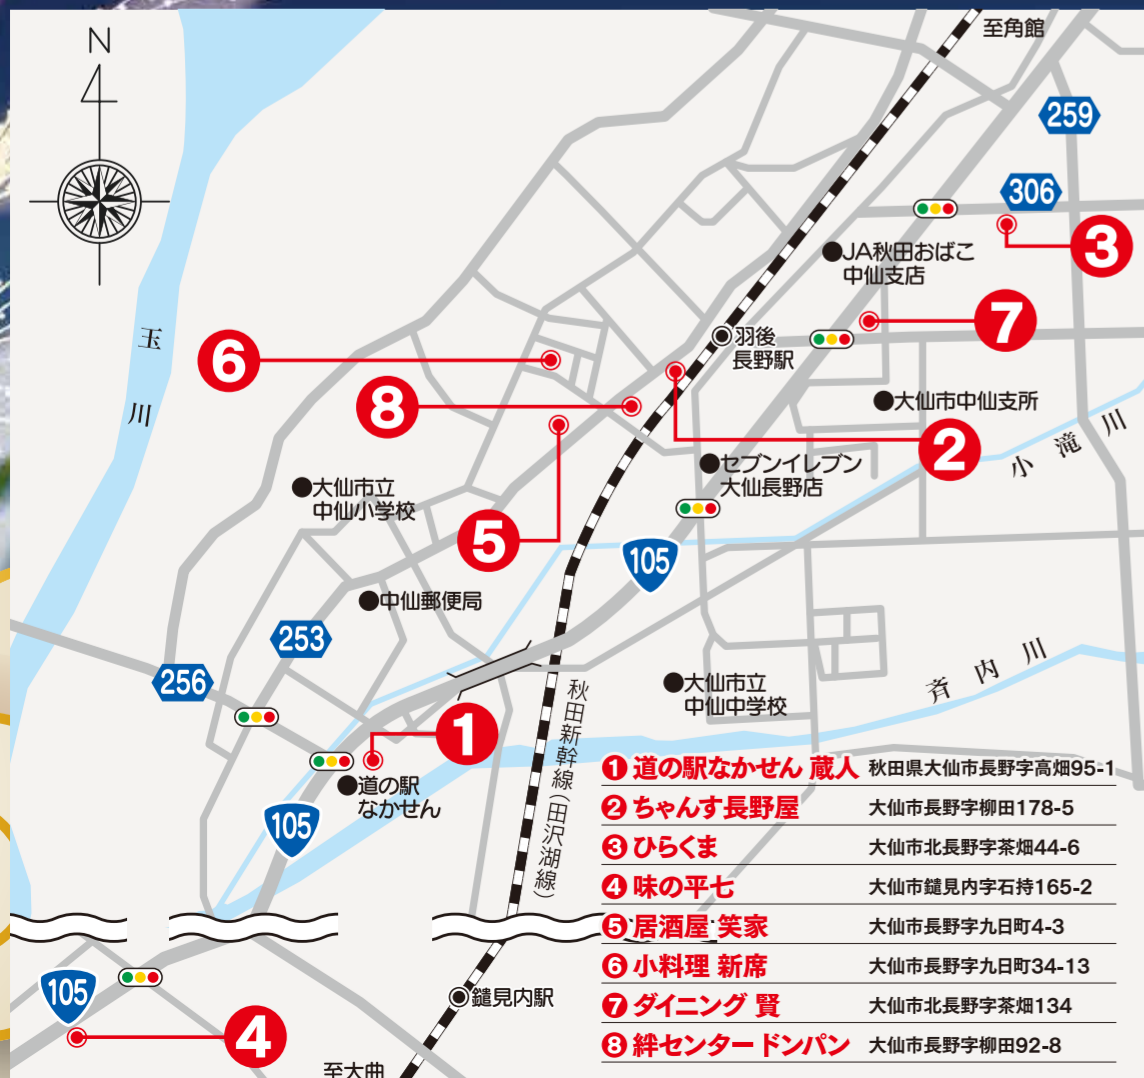 N
至角館
259
306
3
JA秋田おばこ
中仙支店
7
羽後
長野駅
6
8
玉川
大仙市中仙支所
2
小滝川
セブンイレブン
大仙長野店
大仙市立
中仙小学校
5
105
中仙郵便局
253
256
斉内川
大仙市立
中仙中学校
秋田新幹線(田沢湖線)
1
道の駅
なかせん
105
1 道の駅なかせん 蔵人 秋田県大仙市長野字高畑95-1
2 ちゃんす長野屋 大仙市長野字柳田178-5
3 ひらくま 大仙市北長野字茶畑44-6
4 味の平七 大仙市鑓見内字石持165-2
5 居酒屋 笑家 大仙市長野字九日町4-3
6 小料理 新席 大仙市長野字九日町34-13
7 ダイニング 賢 大仙市北長野字茶畑134
8 絆センター ドンパン 大仙市長野字柳田92-8
105
鑓見内駅
4
至大曲